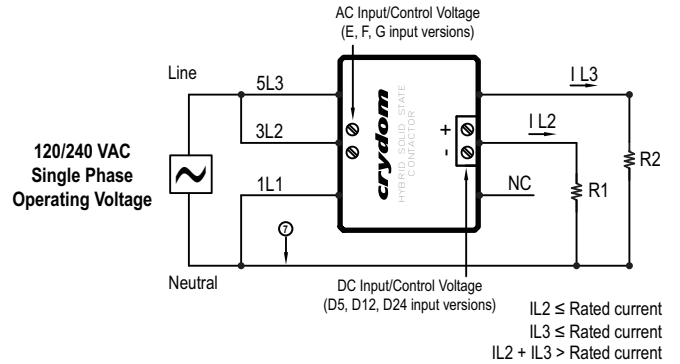 AC Input/Control Voltage
(E, F, G input versions)
Line
5L3
3L2
1L1
120/240 VAC
Single Phase
Operating Voltage
7
Neutral
crydom
HYBRID SOLID STATE
CONTACTOR
+
-
I L3
I L2
NC
R1
R2
DC Input/Control Voltage
(D5, D12, D24 input versions)
IL2 ≤ Rated current
IL3 ≤ Rated current
IL2 + IL3 > Rated current